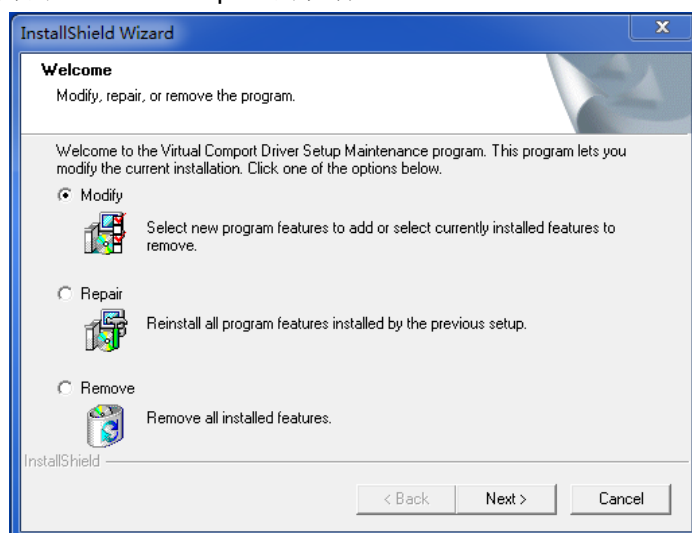 InstallShield Wizard
Welcome
Modify, repair, or remove the program.
Welcome to the Virtual Comport Driver Setup Maintenance program. This program lets you
modify the current installation. Click one of the options below.
Modify
Select new program features to add or select currently installed features to
remove.
Repair
Reinstall all program features installed by the previous setup.
Remove
Remove all installed features.
InstallShield
< Back Next > Cancel